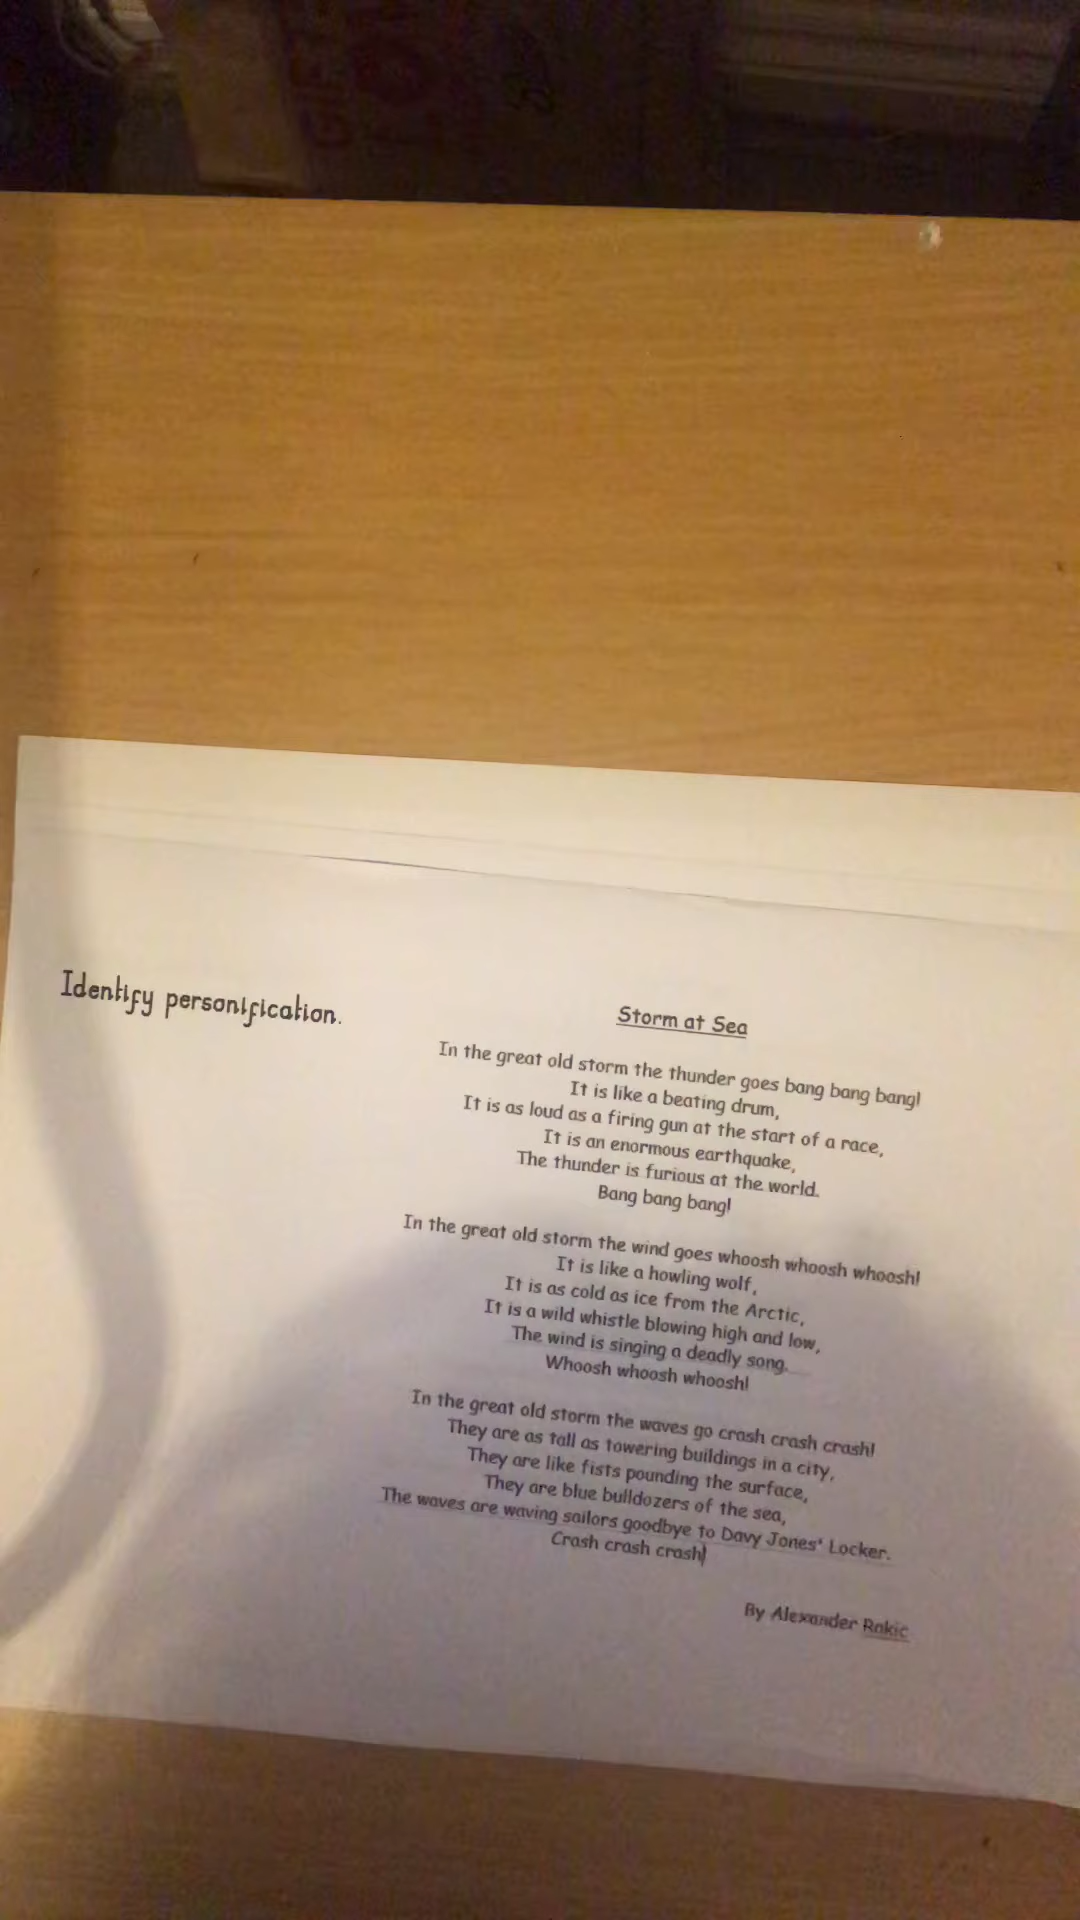 Identify personification.
Storm at Sea
In the great old storm the thunder goes bang bang bang!
It is like a beating drum,
It is as loud as a firing gun at the start of a race,
It is an enormous earthquake,
The thunder is furious at the world.
Bang bang bang!
In the great old storm the wind goes whoosh whoosh whoosh!
It is like a howling wolf,
It is as cold as ice from the Arctic,
It is a wild whistle blowing high and low,
The wind is singing a deadly song.
Whoosh whoosh whoosh!
In the great old storm the waves go crash crash crash!
They are as tall as towering buildings in a city,
They are like fists pounding the surface,
They are blue bulldozers of the sea,
The waves are waving sailors goodbye to Davy Jones' Locker.
Crash crash crash!
By Alexander Rakic